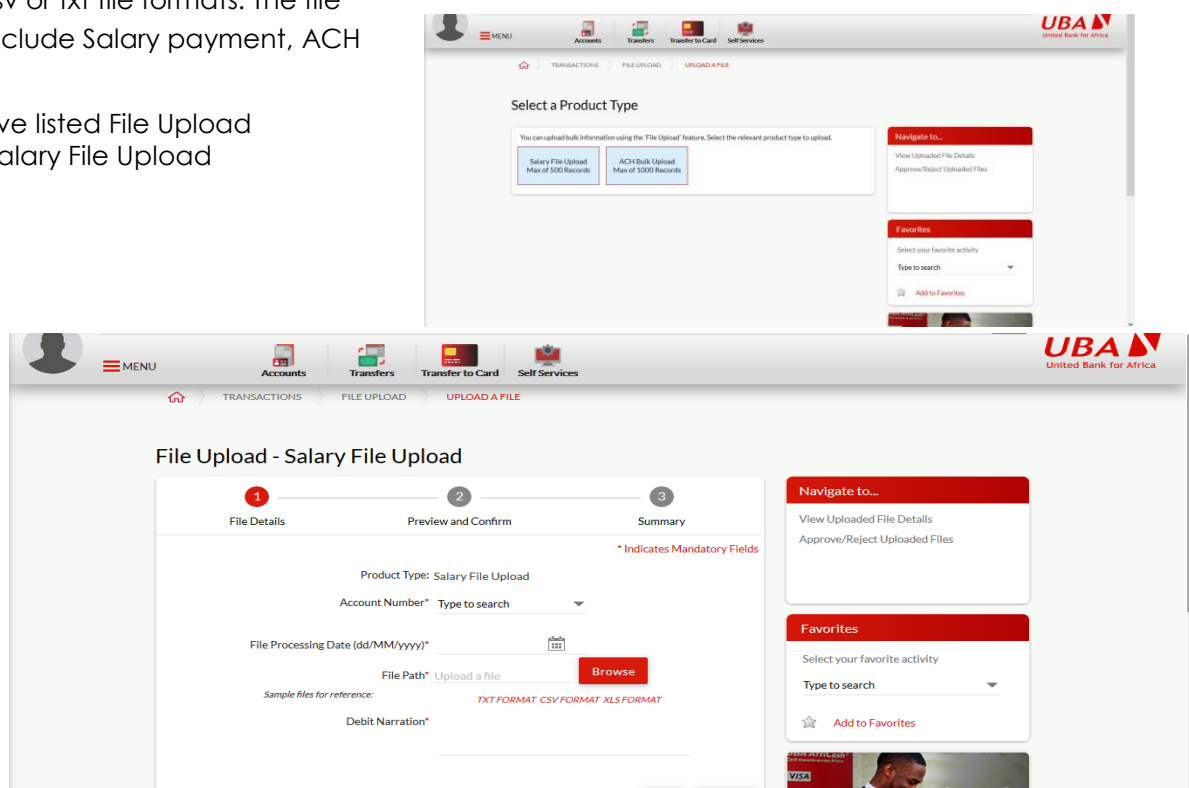 sv or txt file formats. The file
nclude Salary payment, ACH
ve listed File Upload
alary File Upload
MENU
Accounts
Transfers
Transfer to Card
Self Services
UBA
United Bank for Africa
TRANSACTIONS
FILE UPLOAD
UPLOAD A FILE
Select a Product Type
You can upload bulk information using the 'File Upload' feature. Select the relevant product type to upload.
Salary File Upload
Max of 500 Records
ACH Bulk Upload
Max of 1000 Records
Navigate to...
View Uploaded File Details
Approve/Reject Uploaded Files
Favorites
Select your favorite activity
Type to search
Add to Favorites
MENU
Accounts
Transfers
Transfer to Card
Self Services
UBA
United Bank for Africa
TRANSACTIONS
FILE UPLOAD
UPLOAD A FILE
File Upload - Salary File Upload
1
2
3
File Details
Preview and Confirm
Summary
* Indicates Mandatory Fields
Product Type: Salary File Upload
Account Number* Type to search
File Processing Date (dd/MM/yyyy)*
File Path* Upload a file
Browse
Sample files for reference:
TXT FORMAT CSV FORMAT XLS FORMAT
Debit Narration*
Navigate to...
View Uploaded File Details
Approve/Reject Uploaded Files
Favorites
Select your favorite activity
Type to search
Add to Favorites
UBA AfriCash
VISA